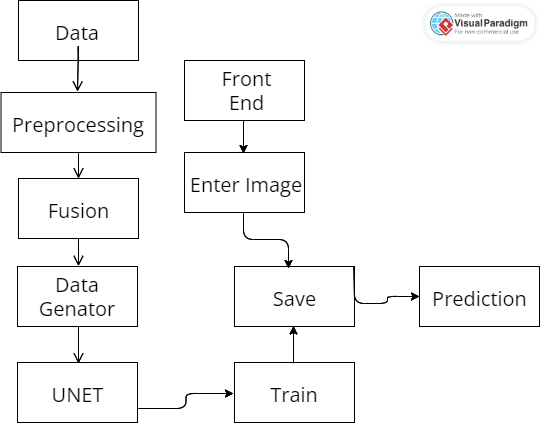 Made with
Visual Paradigm
For non-commercial use
Data
Preprocessing
Fusion
Data
Genator
UNET
Front
End
Enter Image
Save
Train
Prediction